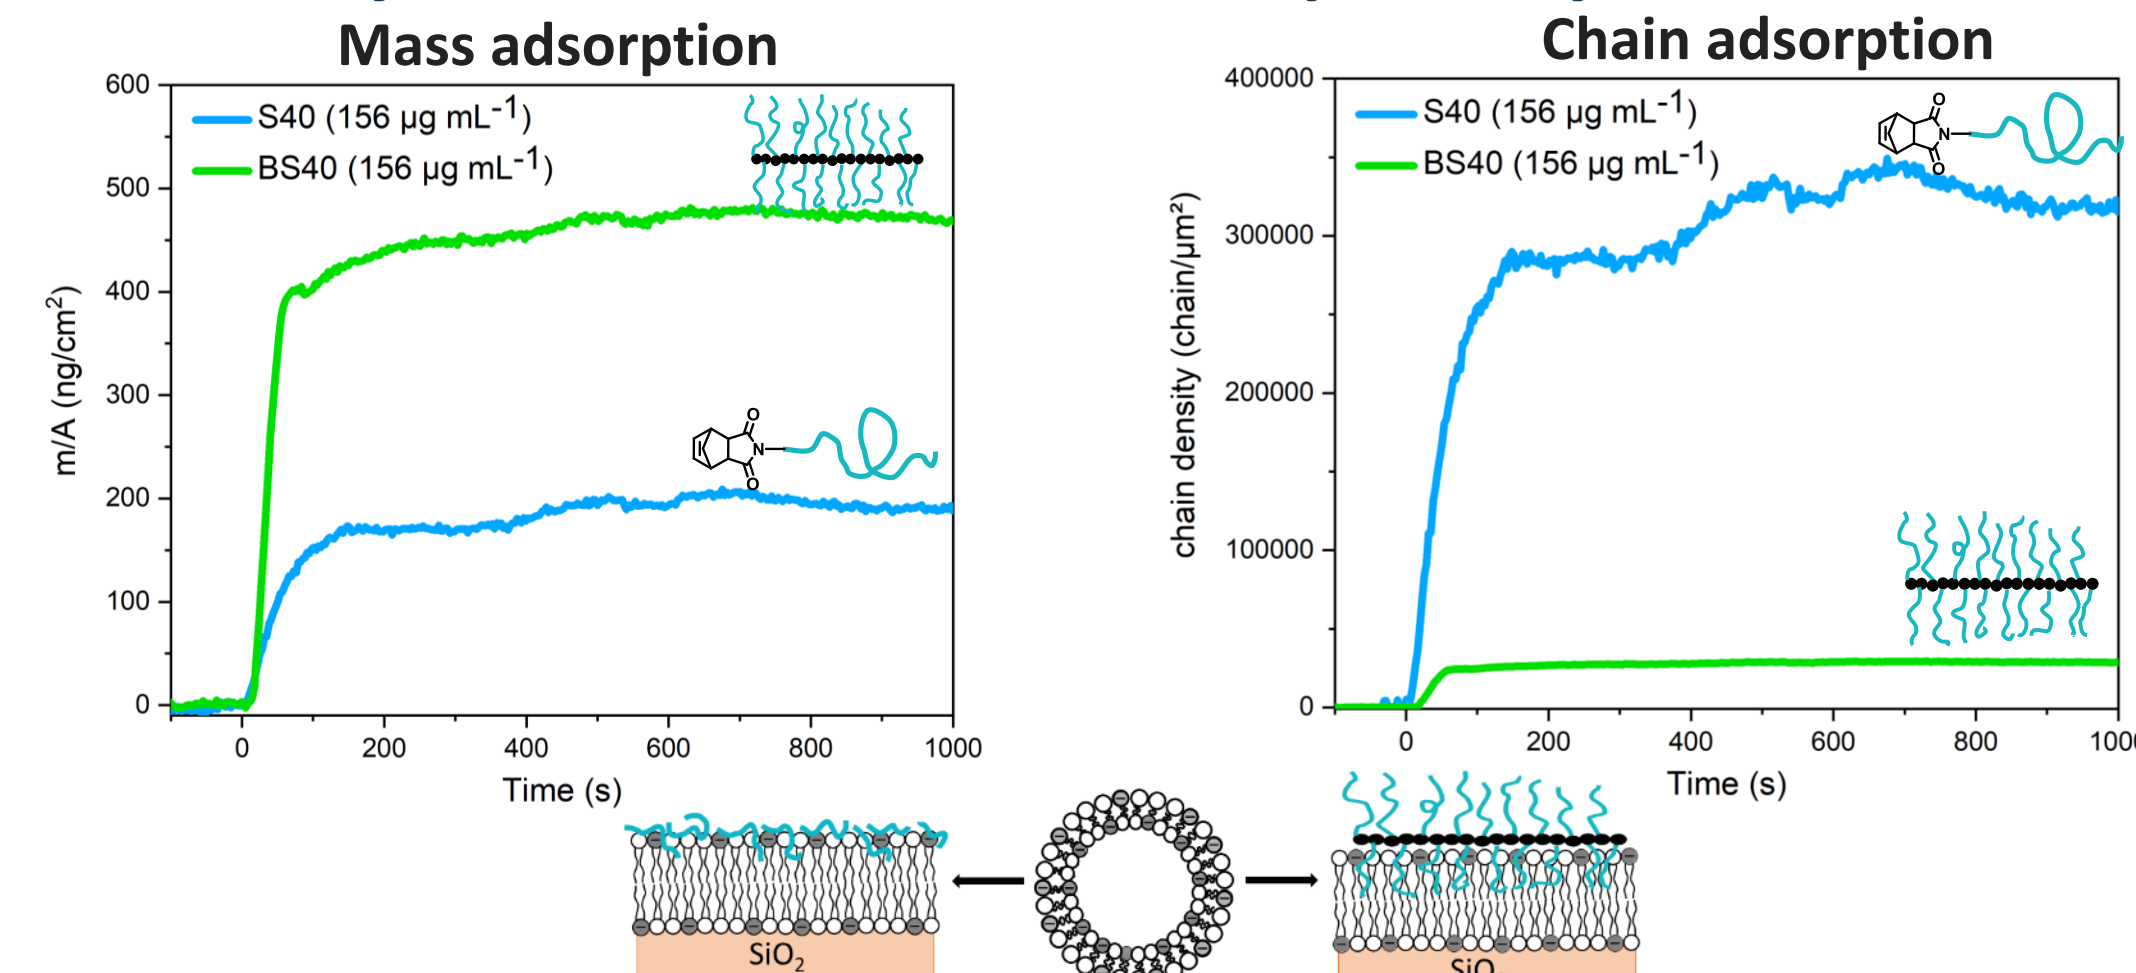 Mass adsorption
600
500
400
300
200
100
0
m/A (ng/cm²)
S40 (156 µg mL⁻¹)
BS40 (156 µg mL⁻¹)
O
N
O
0
200
400
600
800
1000
Time (s)
Chain adsorption
400000
300000
200000
100000
0
chain density (chain/µm²)
S40 (156 µg mL⁻¹)
BS40 (156 µg mL⁻¹)
O
N
O
0
200
400
600
800
Time (s)
SiO₂